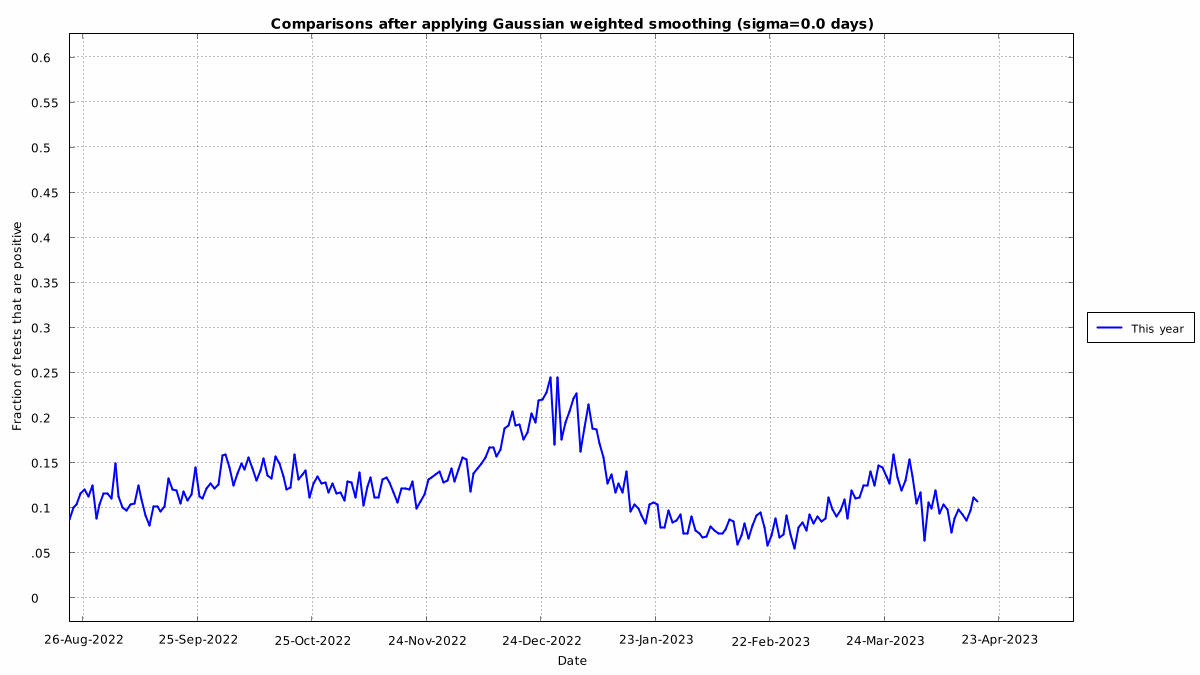 Comparisons after applying Gaussian weighted smoothing (sigma=0.0 days)
0.6
0.55
0.5
0.45
0.4
0.35
0.3
0.25
0.2
0.15
0.1
.05
0
Fraction of tests that are positive
This year
26-Aug-2022 25-Sep-2022 25-Oct-2022 24-Nov-2022 24-Dec-2022 23-Jan-2023 22-Feb-2023 24-Mar-2023 23-Apr-2023
Date